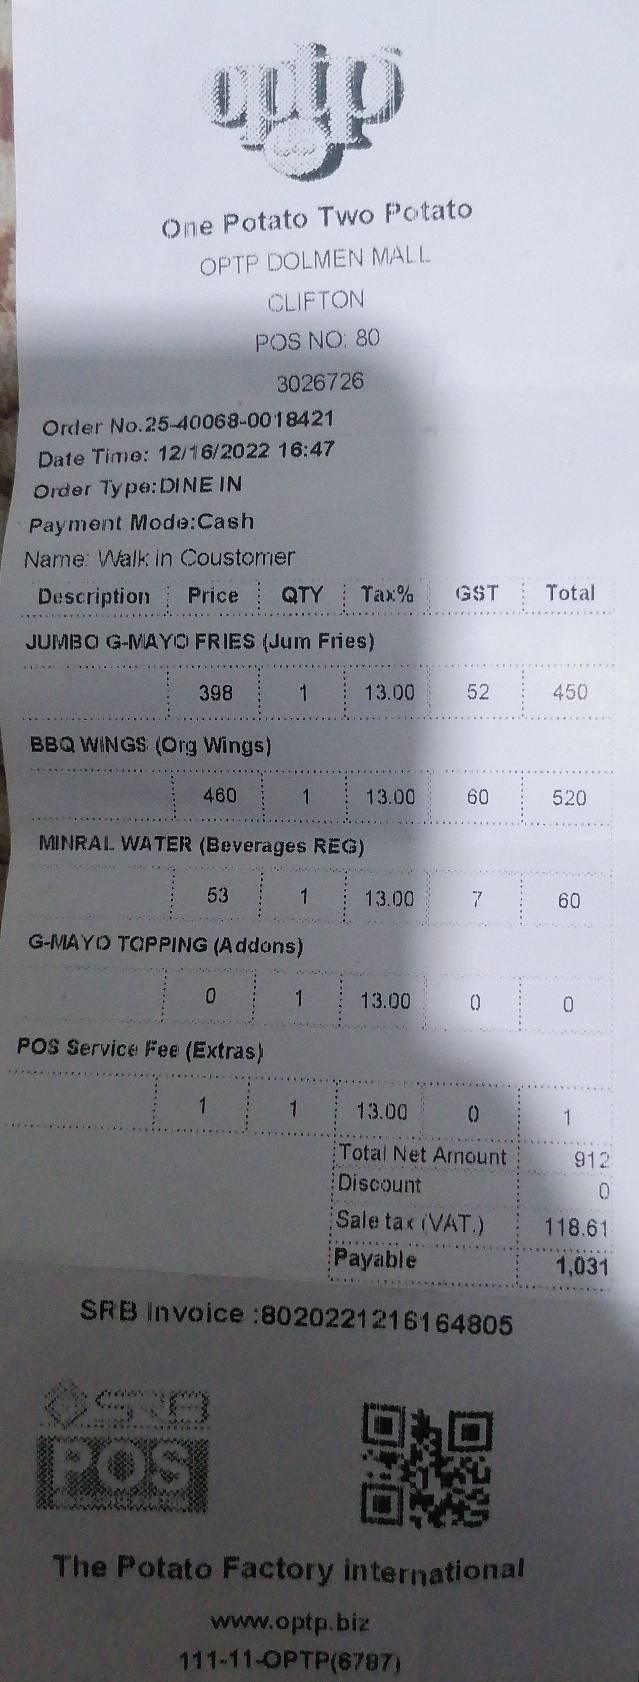 optp
One Potato Two Potato
OPTP DOLMEN MALL
CLIFTON
POS NO: 80
3026726
Order No.25-40068-0018421
Date Time: 12/16/2022 16:47
Order Type:DINE IN
Payment Mode:Cash
Name: Walk in Coustomer
Description Price QTY Tax% GST Total
JUMBO G-MAYO FRIES (Jum Fries)
398 1 13.00 52 450
BBQ WINGS (Org Wings)
460 1 13.00 60 520
MINRAL WATER (Beverages REG)
53 1 13.00 7 60
G-MAYO TOPPING (Addons)
0 1 13.00 0 0
POS Service Fee (Extras)
1 1 13.00 0 1
Total Net Amount 912
Discount 0
Sale tax (VAT.) 118.61
Payable 1,031
SRB Invoice :8020221216164805
SRB
POS
The Potato Factory international
www.optp.biz
111-11-OPTP(6787)